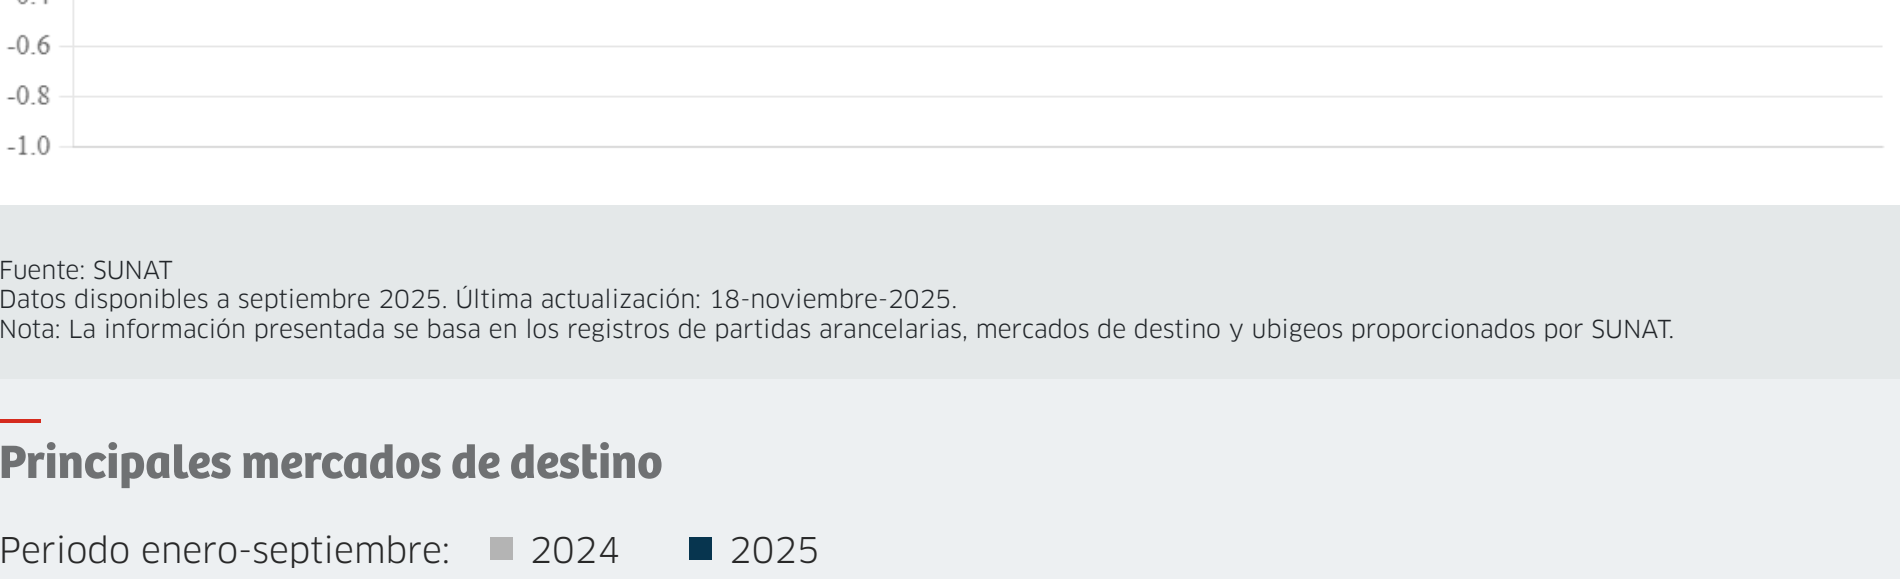 -0.6
-0.8
-1.0
Fuente: SUNAT
Datos disponibles a septiembre 2025. Última actualización: 18-noviembre-2025.
Nota: La información presentada se basa en los registros de partidas arancelarias, mercados de destino y ubigeos proporcionados por SUNAT.
Principales mercados de destino
Periodo enero-septiembre: 2024 2025